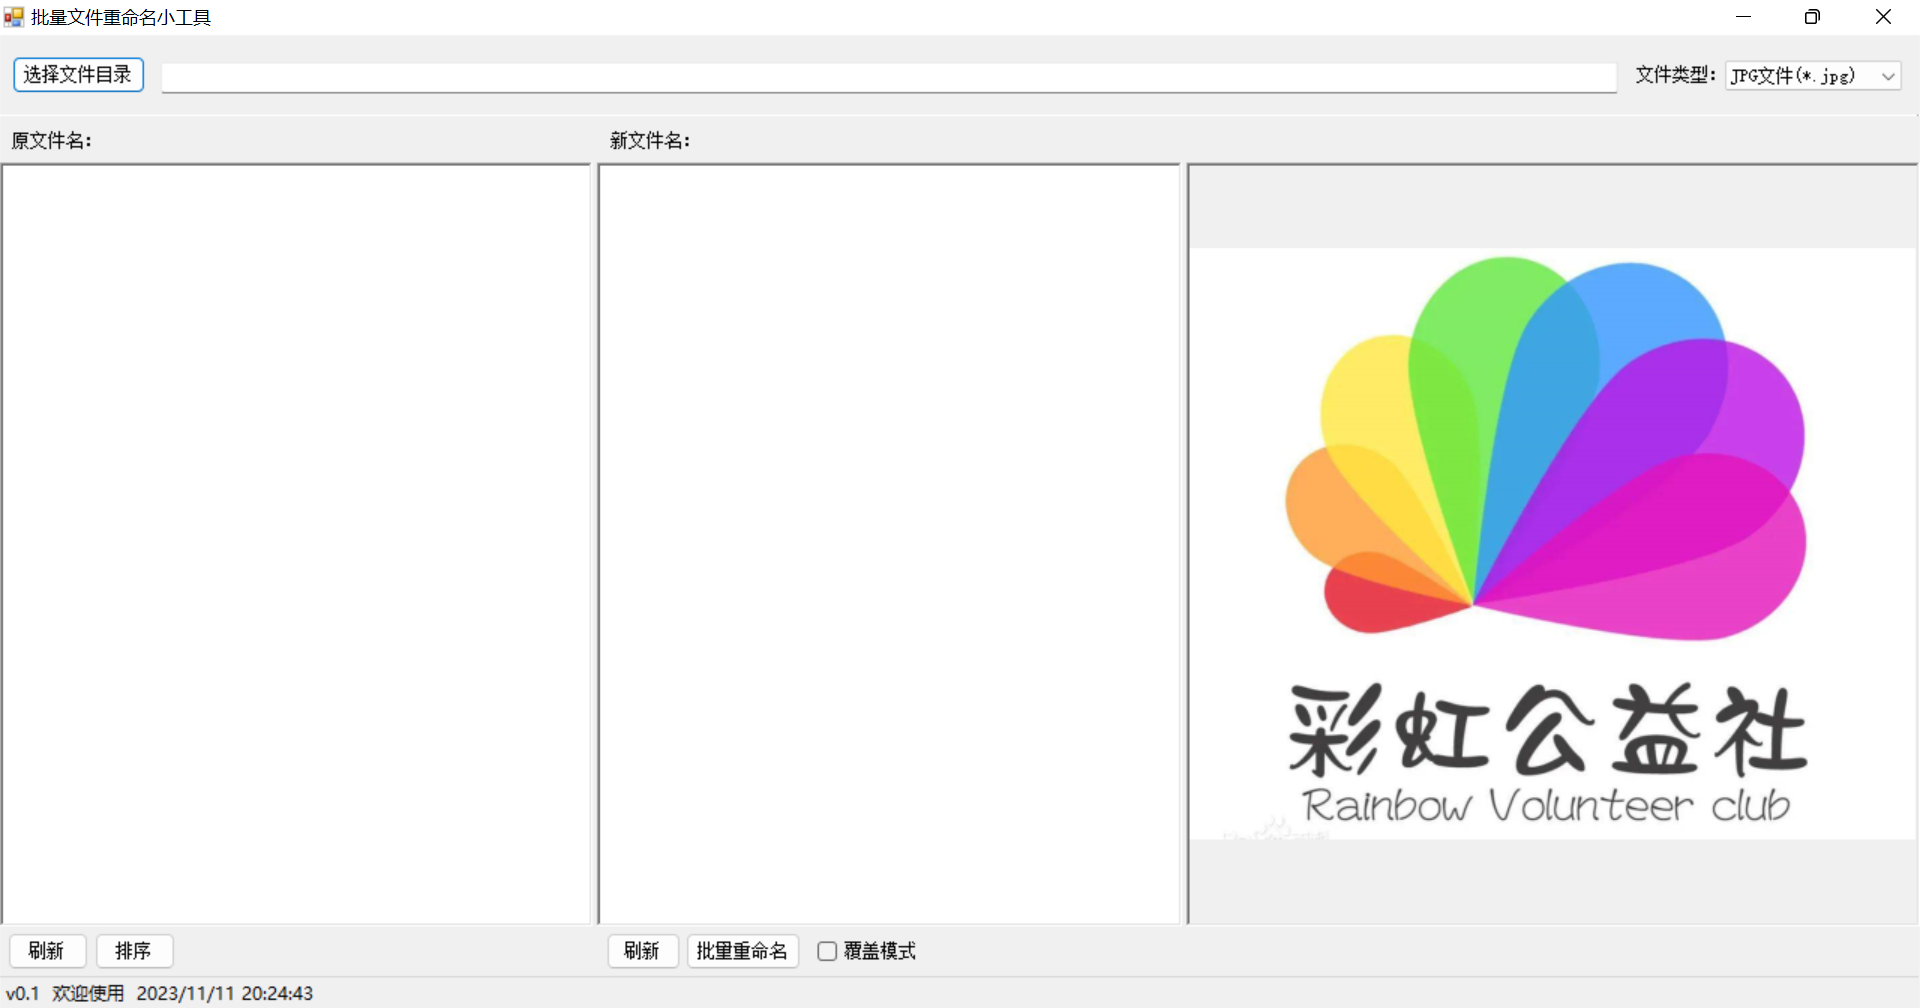 批量文件重命名小工具
选择文件目录 文件类型： JPG文件(*.jpg)
原文件名： 新文件名：
彩虹公益社
Rainbow Volunteer club
刷新 排序 刷新 批里重命名 覆盖模式
v0.1 欢迎使用 2023/11/11 20:24:43